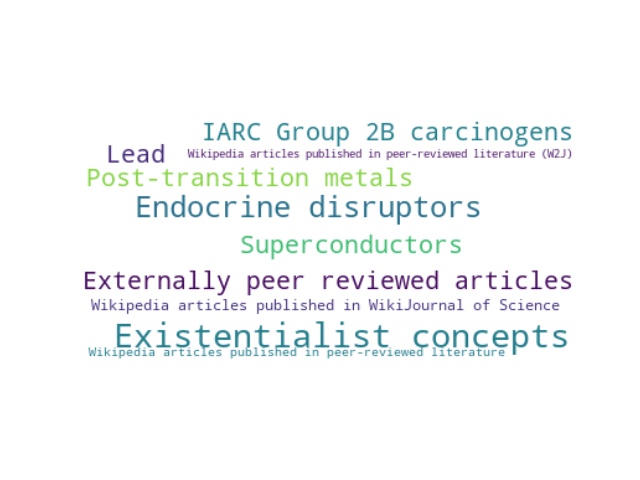 IARC Group 2B carcinogens
Lead
Wikipedia articles published in peer-reviewed literature (W2J)
Post-transition metals
Endocrine disruptors
Superconductors
Externally peer reviewed articles
Wikipedia articles published in WikiJournal of Science
Existentialist concepts
Wikipedia articles published in peer-reviewed literature